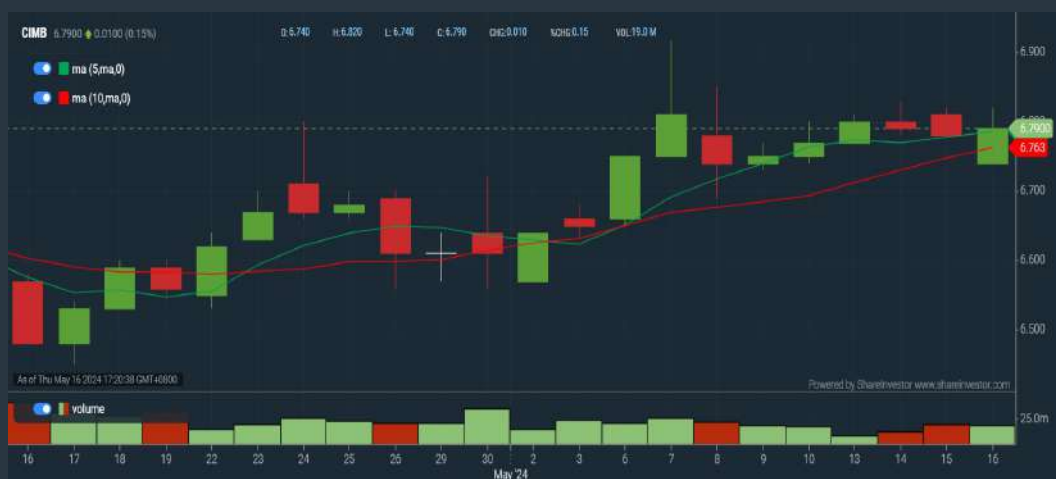 CIMB 6.7900 0.0100 (0.15%) O: 6.740 H: 6.820 L: 6.740 C: 6.790 CHG: 0.010 %CHG: 0.15 VOL: 19.0 M
ma (5,ma,0)
ma (10,ma,0)
6.900
6.7900
6.763
6.700
6.600
6.500
As of Thu May 16 2024 17:20:38 GMT+0800
Powered by ShareInvestor www.shareinvestor.com
volume
25.0m
16 17 18 19 22 23 24 25 26 29 30 2 3 6 7 8 9 10 13 14 15 16
May '24